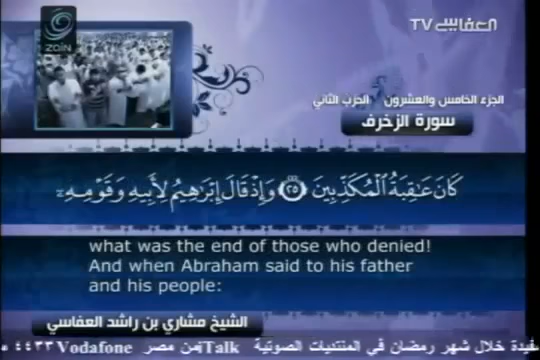 zain
العفاسي TV
الجزء الخامس والعشرون الحزب الثاني
سورة الزخرف
كَانَ عَٰقِبَةُ ٱلْمُكَذِّبِينَ ٢٥ وَإِذْ قَالَ إِبْرَٰهِيمُ لِأَبِيهِ وَقَوْمِهِۦٓ
what was the end of those who denied!
And when Abraham said to his father
and his people:
الشيخ مشاري بن راشد العفاسي
فيدة خلال شهر رمضان في المنتديات الصوتية iTalk من مصر Vodafone ٤٤٣٣